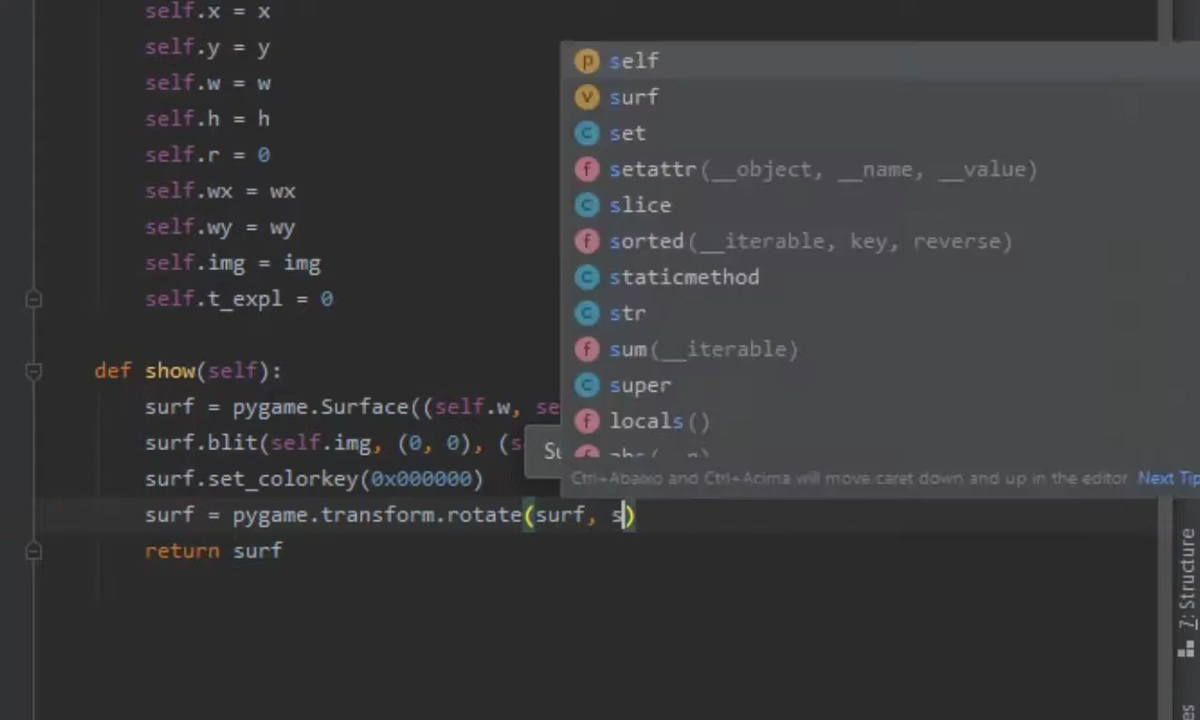 self.x = x
self.y = y
self.w = w
self.h = h
self.r = 0
self.wx = wx
self.wy = wy
self.img = img
self.t_expl = 0
def show(self):
surf = pygame.Surface((self.w, se
surf.blit(self.img, (0, 0), (s
surf.set_colorkey(0x000000)
surf = pygame.transform.rotate(surf, s)
return surf
p self
v surf
c set
f setattr(__object, __name, __value)
c slice
f sorted(__iterable, key, reverse)
c staticmethod
c str
f sum(__iterable)
c super
f locals()
Ctrl+Abaixo and Ctrl+Acima will move caret down and up in the editor Next Tip
Su
7: Structure